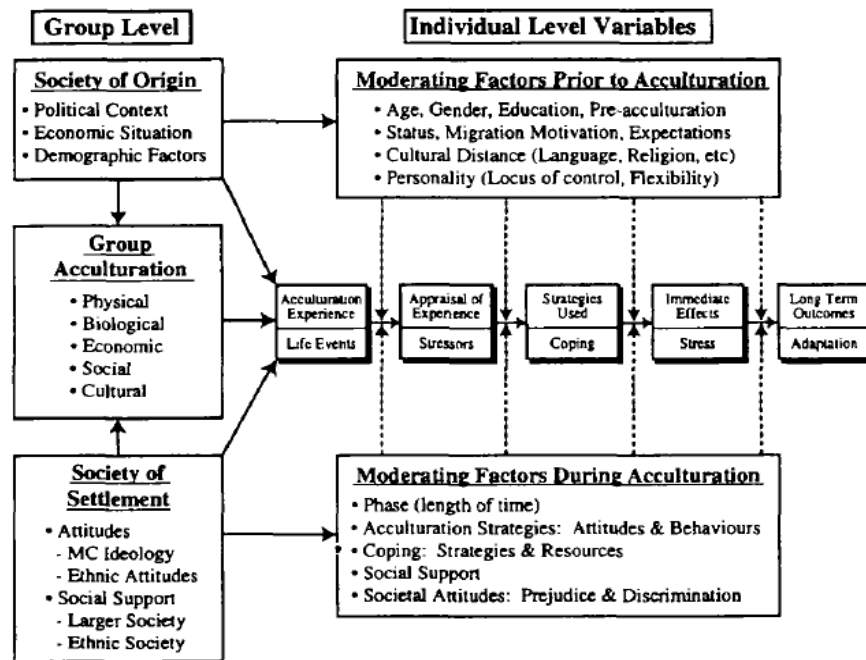 Group Level
Individual Level Variables
Society of Origin
• Political Context
• Economic Situation
• Demographic Factors
Moderating Factors Prior to Acculturation
• Age, Gender, Education, Pre-acculturation
• Status, Migration Motivation, Expectations
• Cultural Distance (Language, Religion, etc)
• Personality (Locus of control, Flexibility)
Group
Acculturation
• Physical
• Biological
• Economic
• Social
• Cultural
Acculturation
Experience
Life Events
Appraisal of
Experience
Stressors
Strategies
Used
Coping
Immediate
Effects
Stress
Long Term
Outcomes
Adaptation
Society of
Settlement
• Attitudes
- MC Ideology
- Ethnic Attitudes
• Social Support
- Larger Society
- Ethnic Society
Moderating Factors During Acculturation
• Phase (length of time)
• Acculturation Strategies: Attitudes & Behaviours
• Coping: Strategies & Resources
• Social Support
• Societal Attitudes: Prejudice & Discrimination